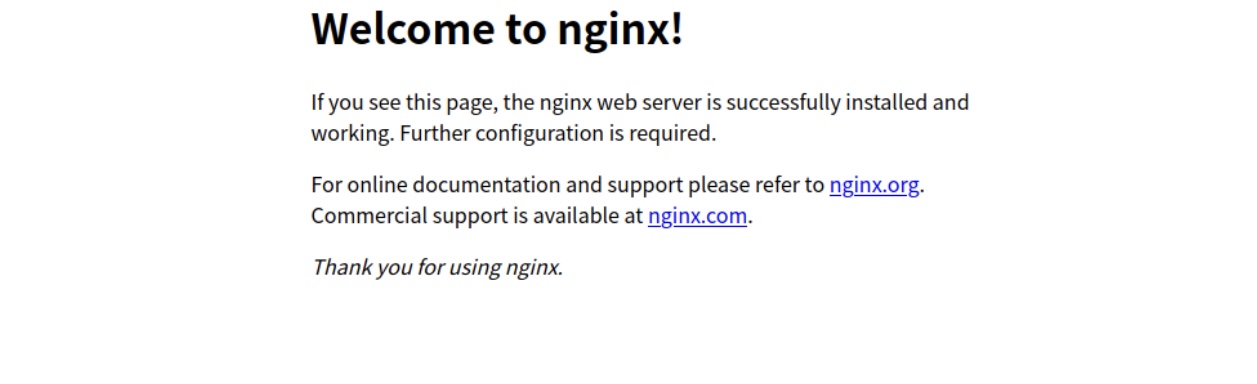 Welcome to nginx!
If you see this page, the nginx web server is successfully installed and
working. Further configuration is required.
For online documentation and support please refer to nginx.org.
Commercial support is available at nginx.com.
Thank you for using nginx.